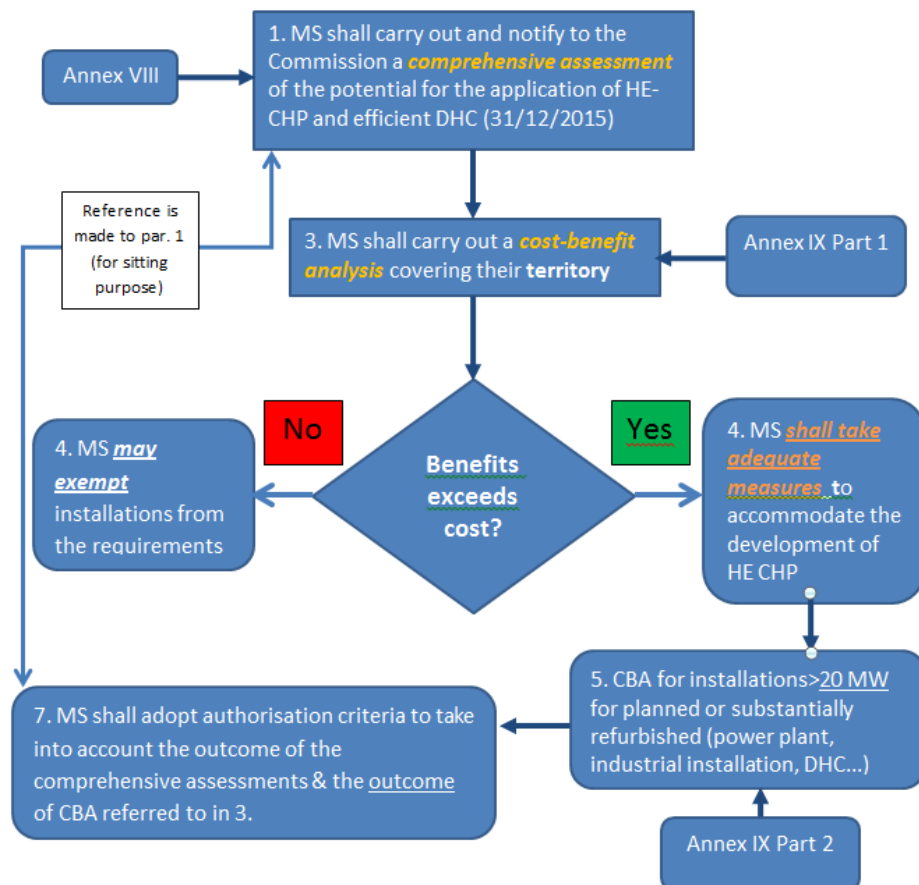 1. MS shall carry out and notify to the
Commission a comprehensive assessment
of the potential for the application of HE-
CHP and efficient DHC (31/12/2015)
Annex VIII
Reference is
made to par. 1
(for sitting
purpose)
3. MS shall carry out a cost-benefit
analysis covering their territory
Annex IX Part 1
No
Yes
4. MS may
exempt
installations from
the requirements
Benefits
exceeds
cost?
4. MS shall take
adequate
measures to
accommodate the
development of
HE CHP
5. CBA for installations>20 MW
for planned or substantially
refurbished (power plant,
industrial installation, DHC...)
7. MS shall adopt authorisation criteria to take
into account the outcome of the
comprehensive assessments & the outcome
of CBA referred to in 3.
Annex IX Part 2